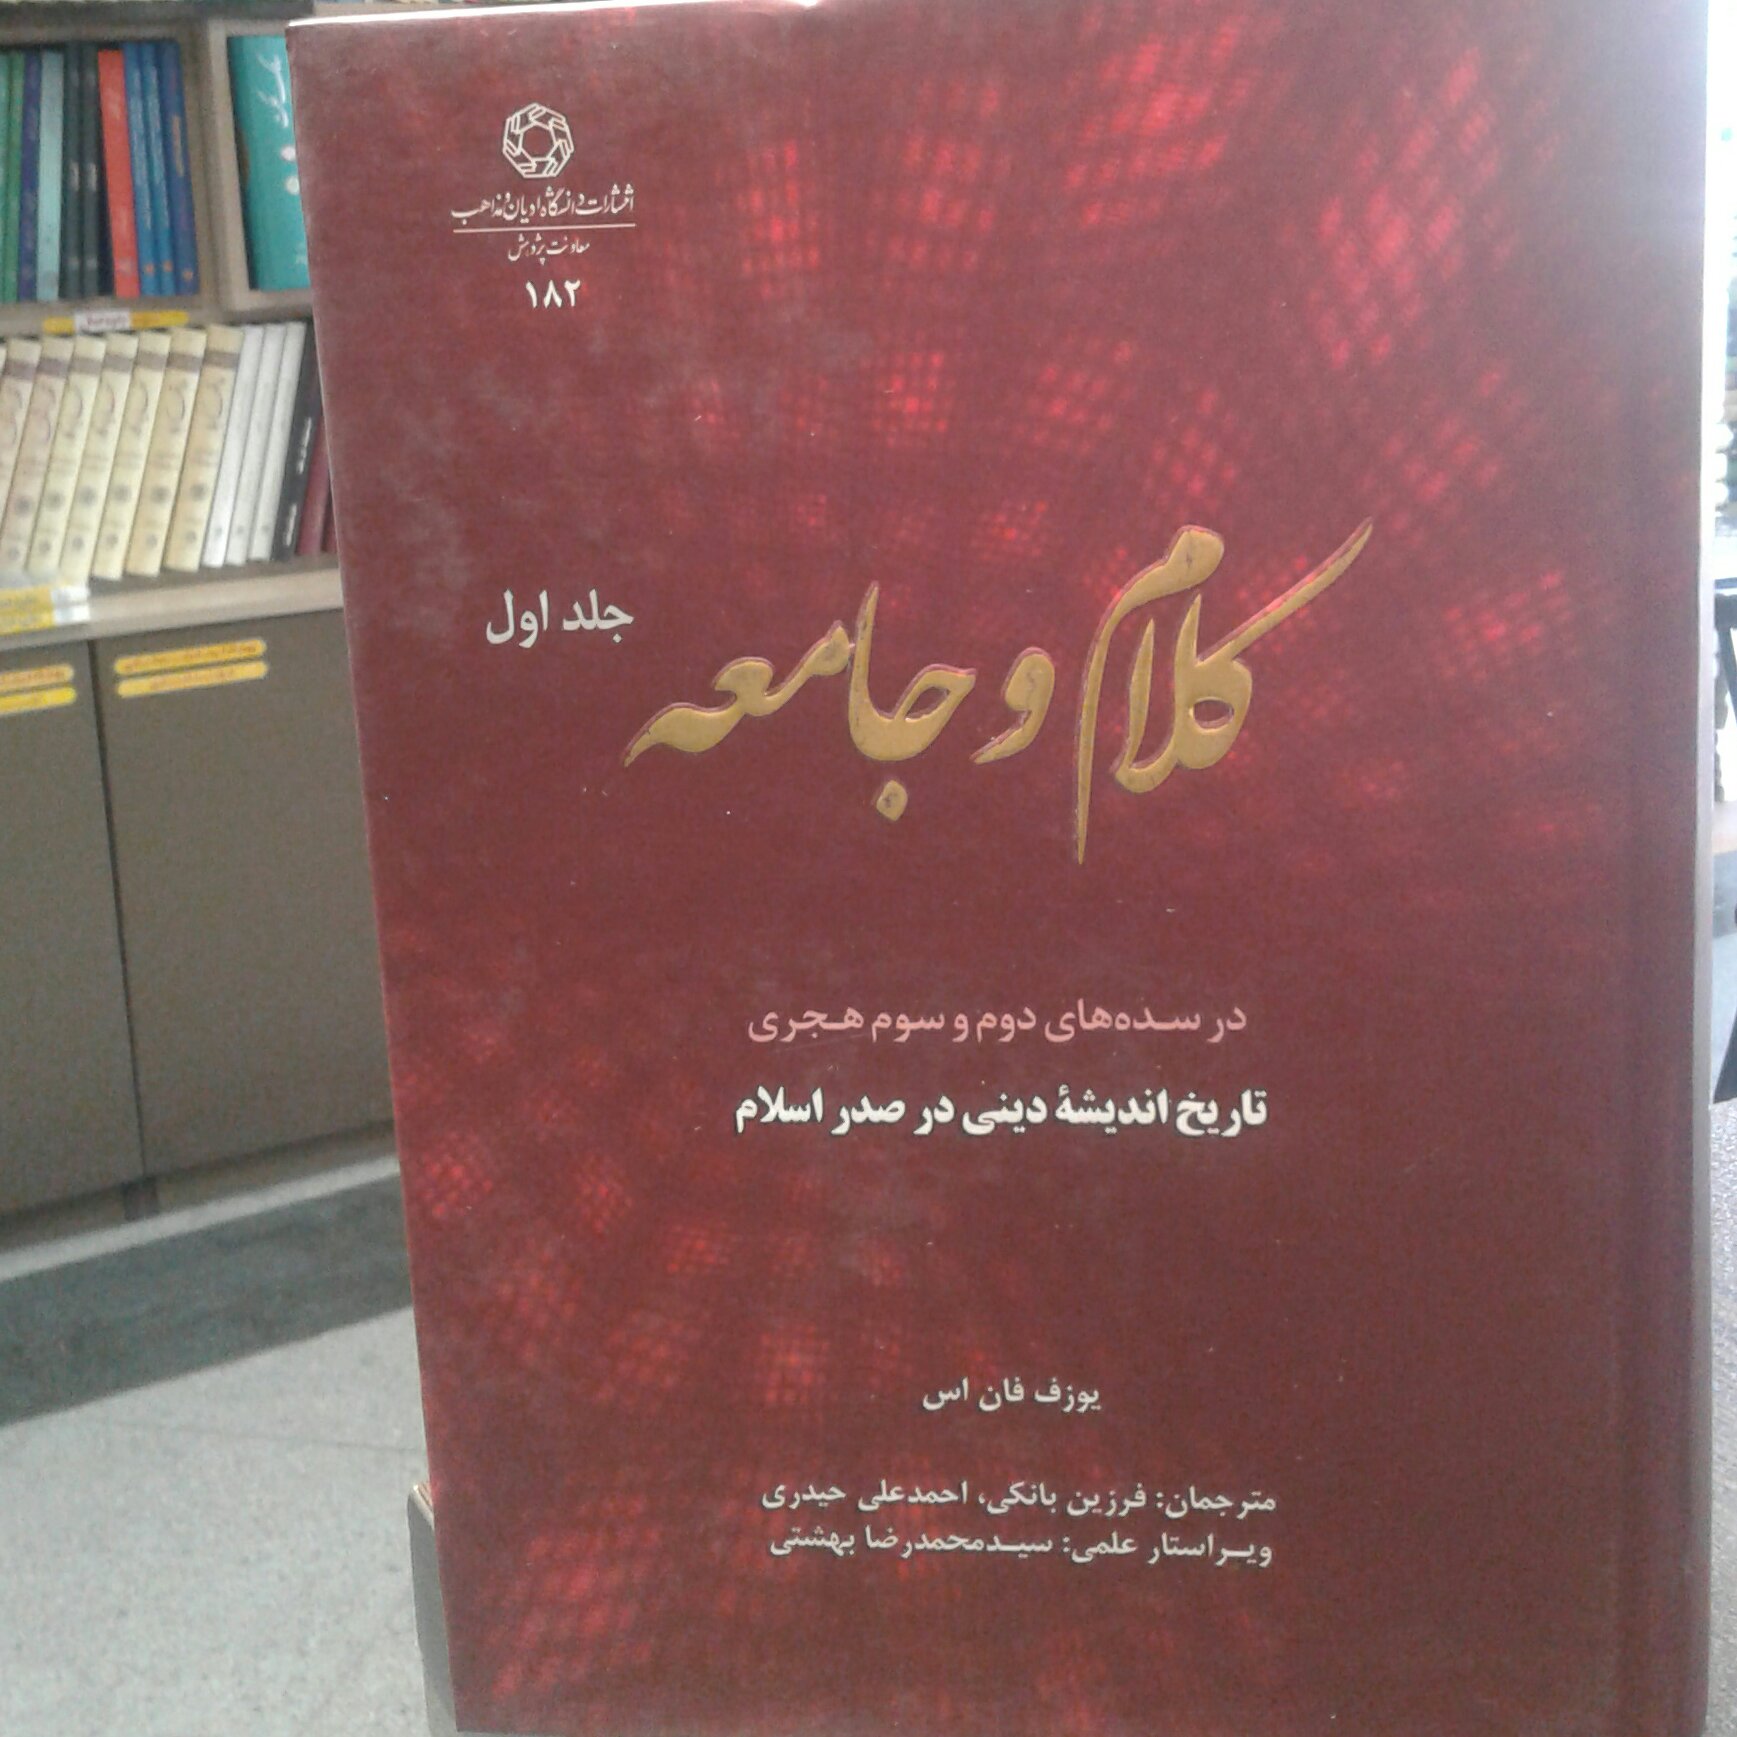 انتشارات دانشگاه ادیان و مذاهب
معاونت پژوهش
۱۸۲
کلام و جامعه
جلد اول
در سده‌های دوم و سوم هجری
تاریخ اندیشهٔ دینی در صدر اسلام
یوزف فان اس
مترجمان: فرزین بانکی، احمدعلی حیدری
ویراستار علمی: سیدمحمدرضا بهشتی